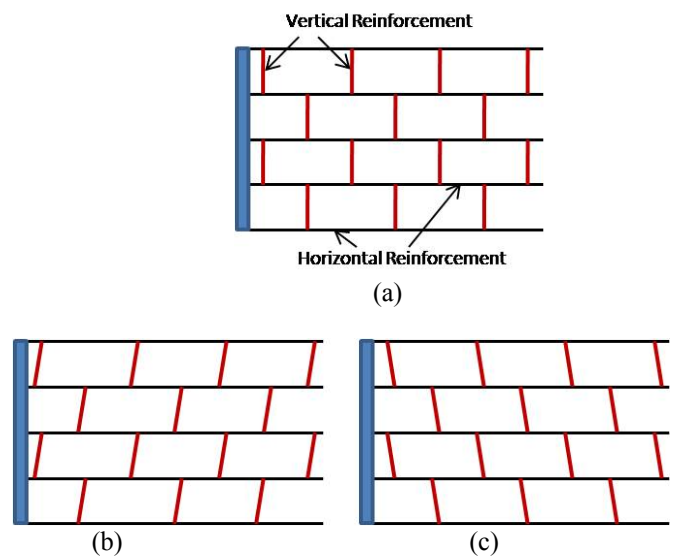 Vertical Reinforcement
Horizontal Reinforcement
(a)
(b)
(c)